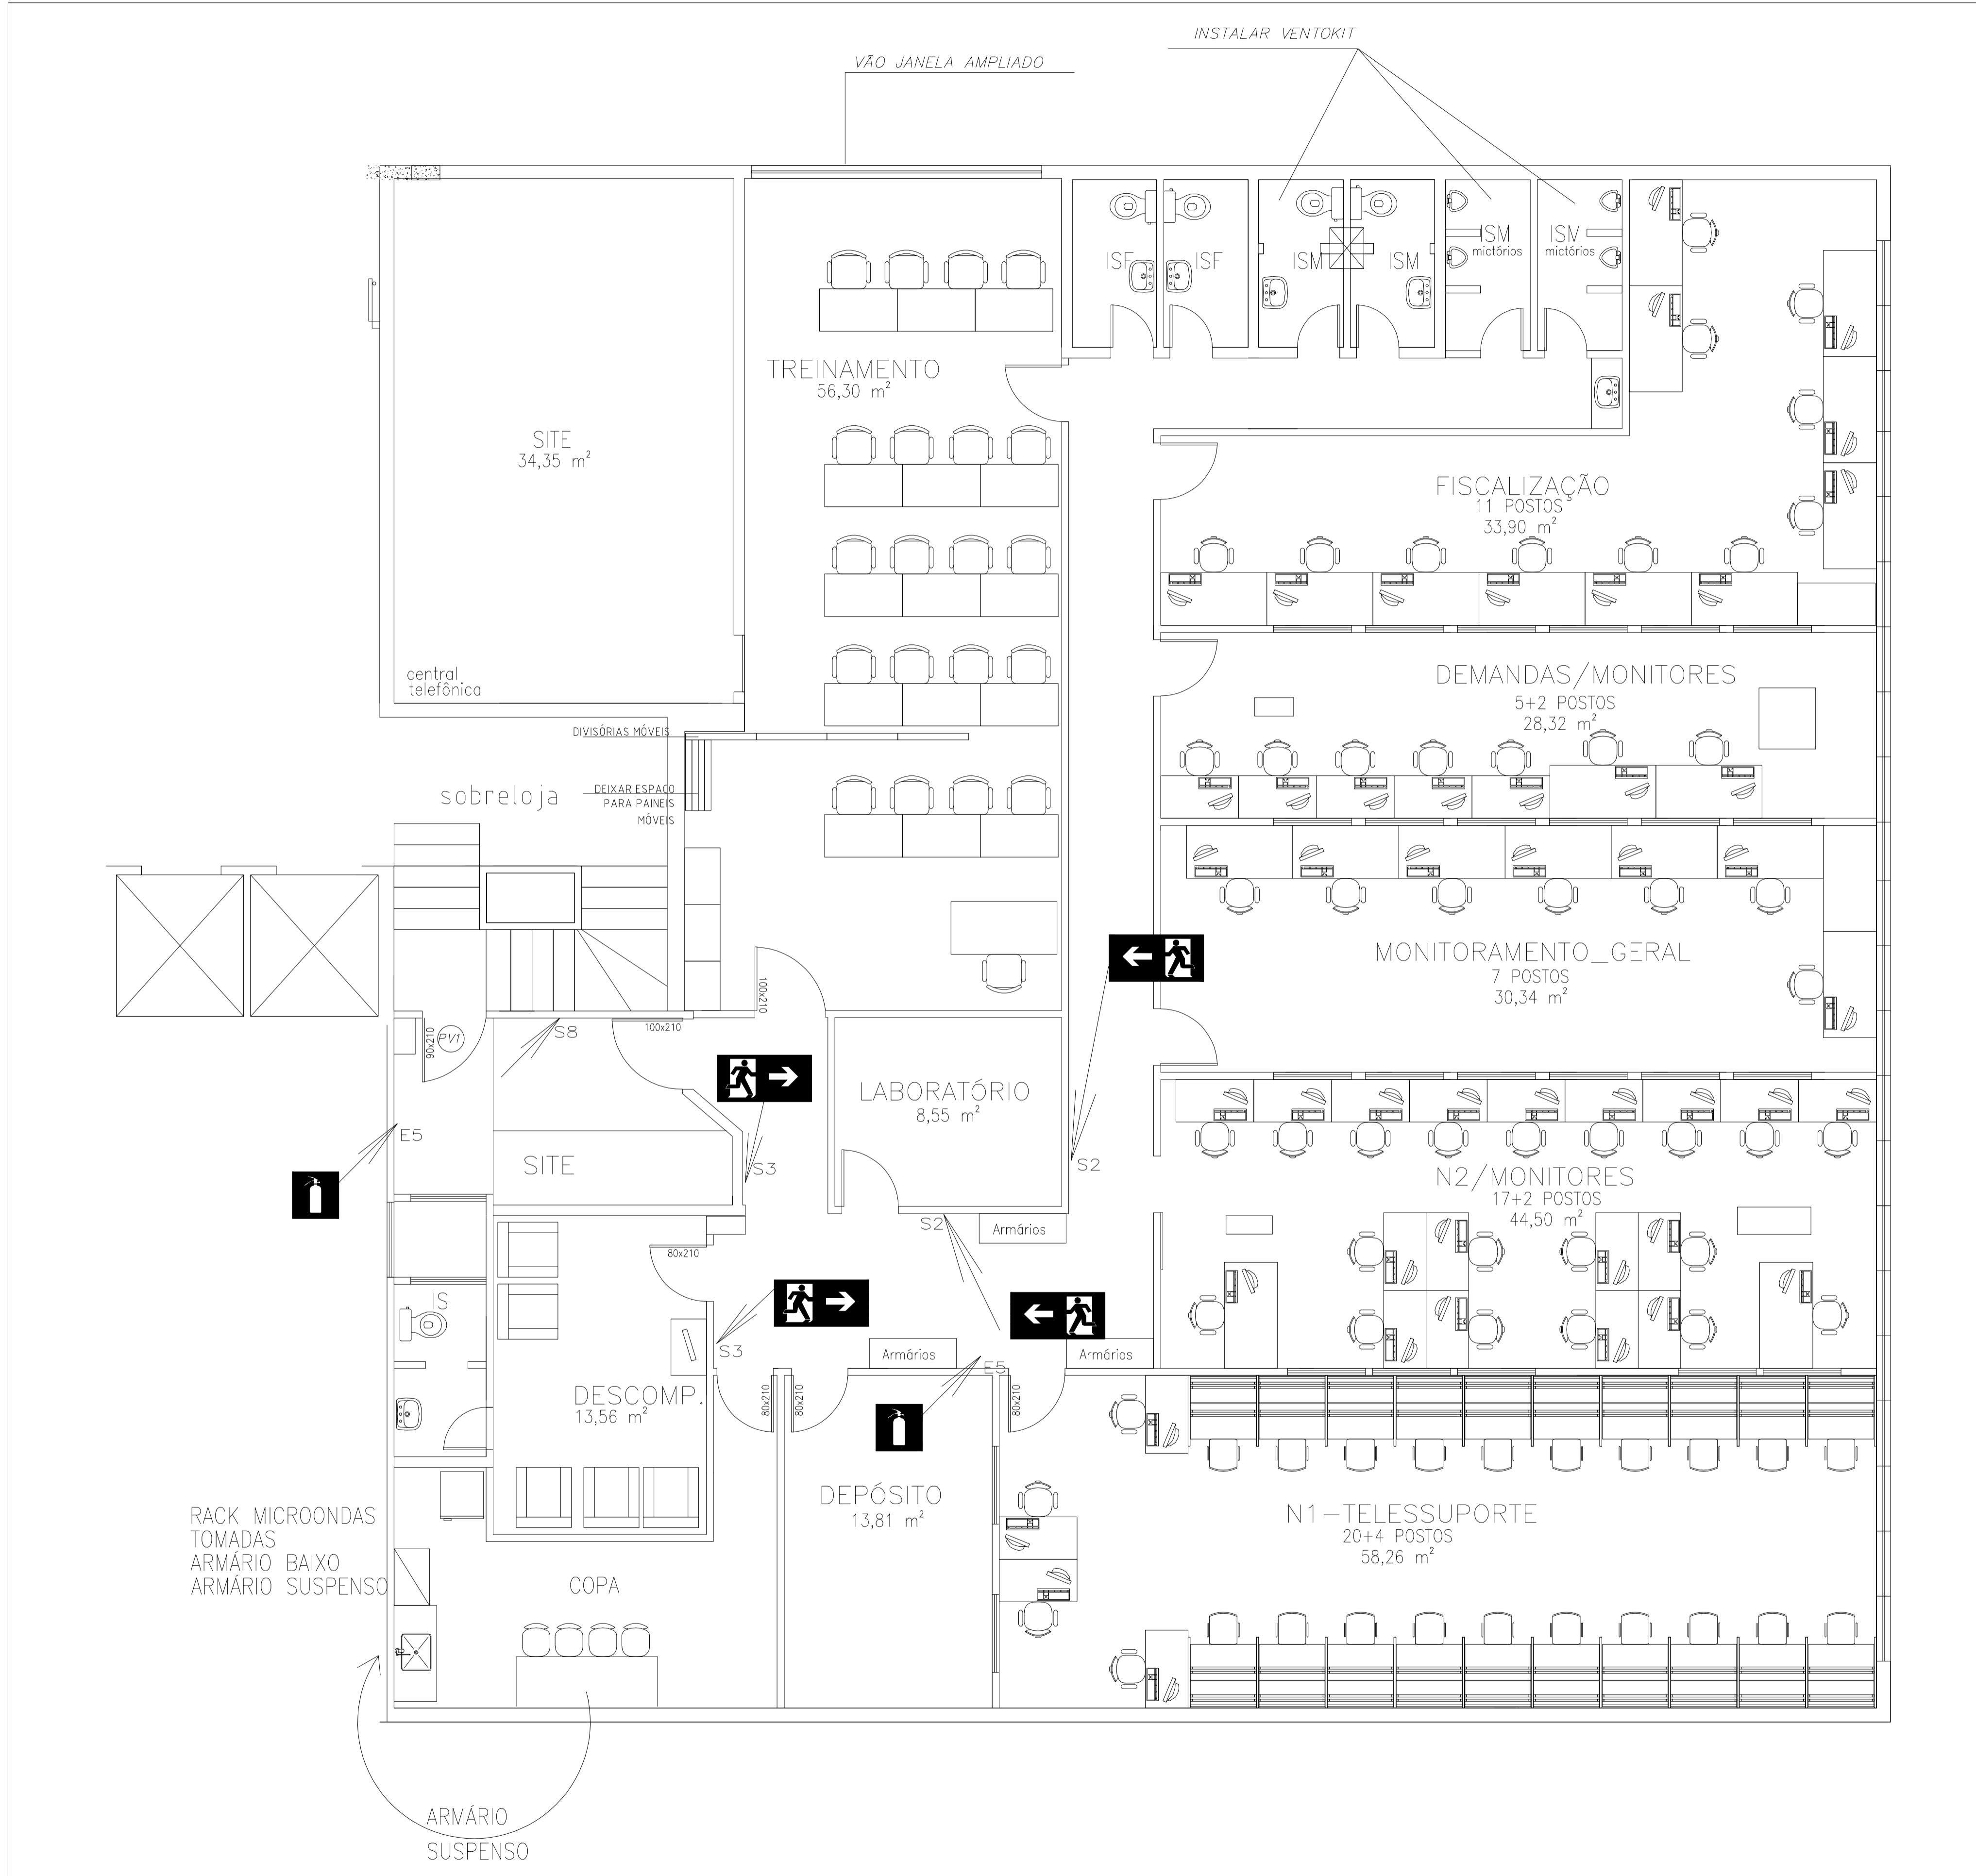 INSTALAR VENTOKIT
VÃO JANELA AMPLIADO
ISF
ISF
ISM
ISM
ISM
mictórios
ISM
mictórios
TREINAMENTO
56,30 m²
SITE
34,35 m²
FISCALIZAÇÃO
11 POSTOS
33,90 m²
central
telefônica
DEMANDAS/MONITORES
5+2 POSTOS
28,32 m²
DIVISÓRIAS MÓVEIS
sobreloja
DEIXAR ESPAÇO
PARA PAINEIS
MÓVEIS
MONITORAMENTO_GERAL
7 POSTOS
30,34 m²
100x210
100x210
90x210
PV1
S8
LABORATÓRIO
8,55 m²
E5
SITE
S3
S2
N2/MONITORES
17+2 POSTOS
44,50 m²
S2
Armários
80x210
IS
S3
Armários
E5
Armários
DESCOMP.
13,56 m²
80x210
80x210
80x210
DEPÓSITO
13,81 m²
N1-TELESSUPORTE
20+4 POSTOS
58,26 m²
RACK MICROONDAS
TOMADAS
ARMÁRIO BAIXO
ARMÁRIO SUSPENSO
COPA
ARMÁRIO
SUSPENSO